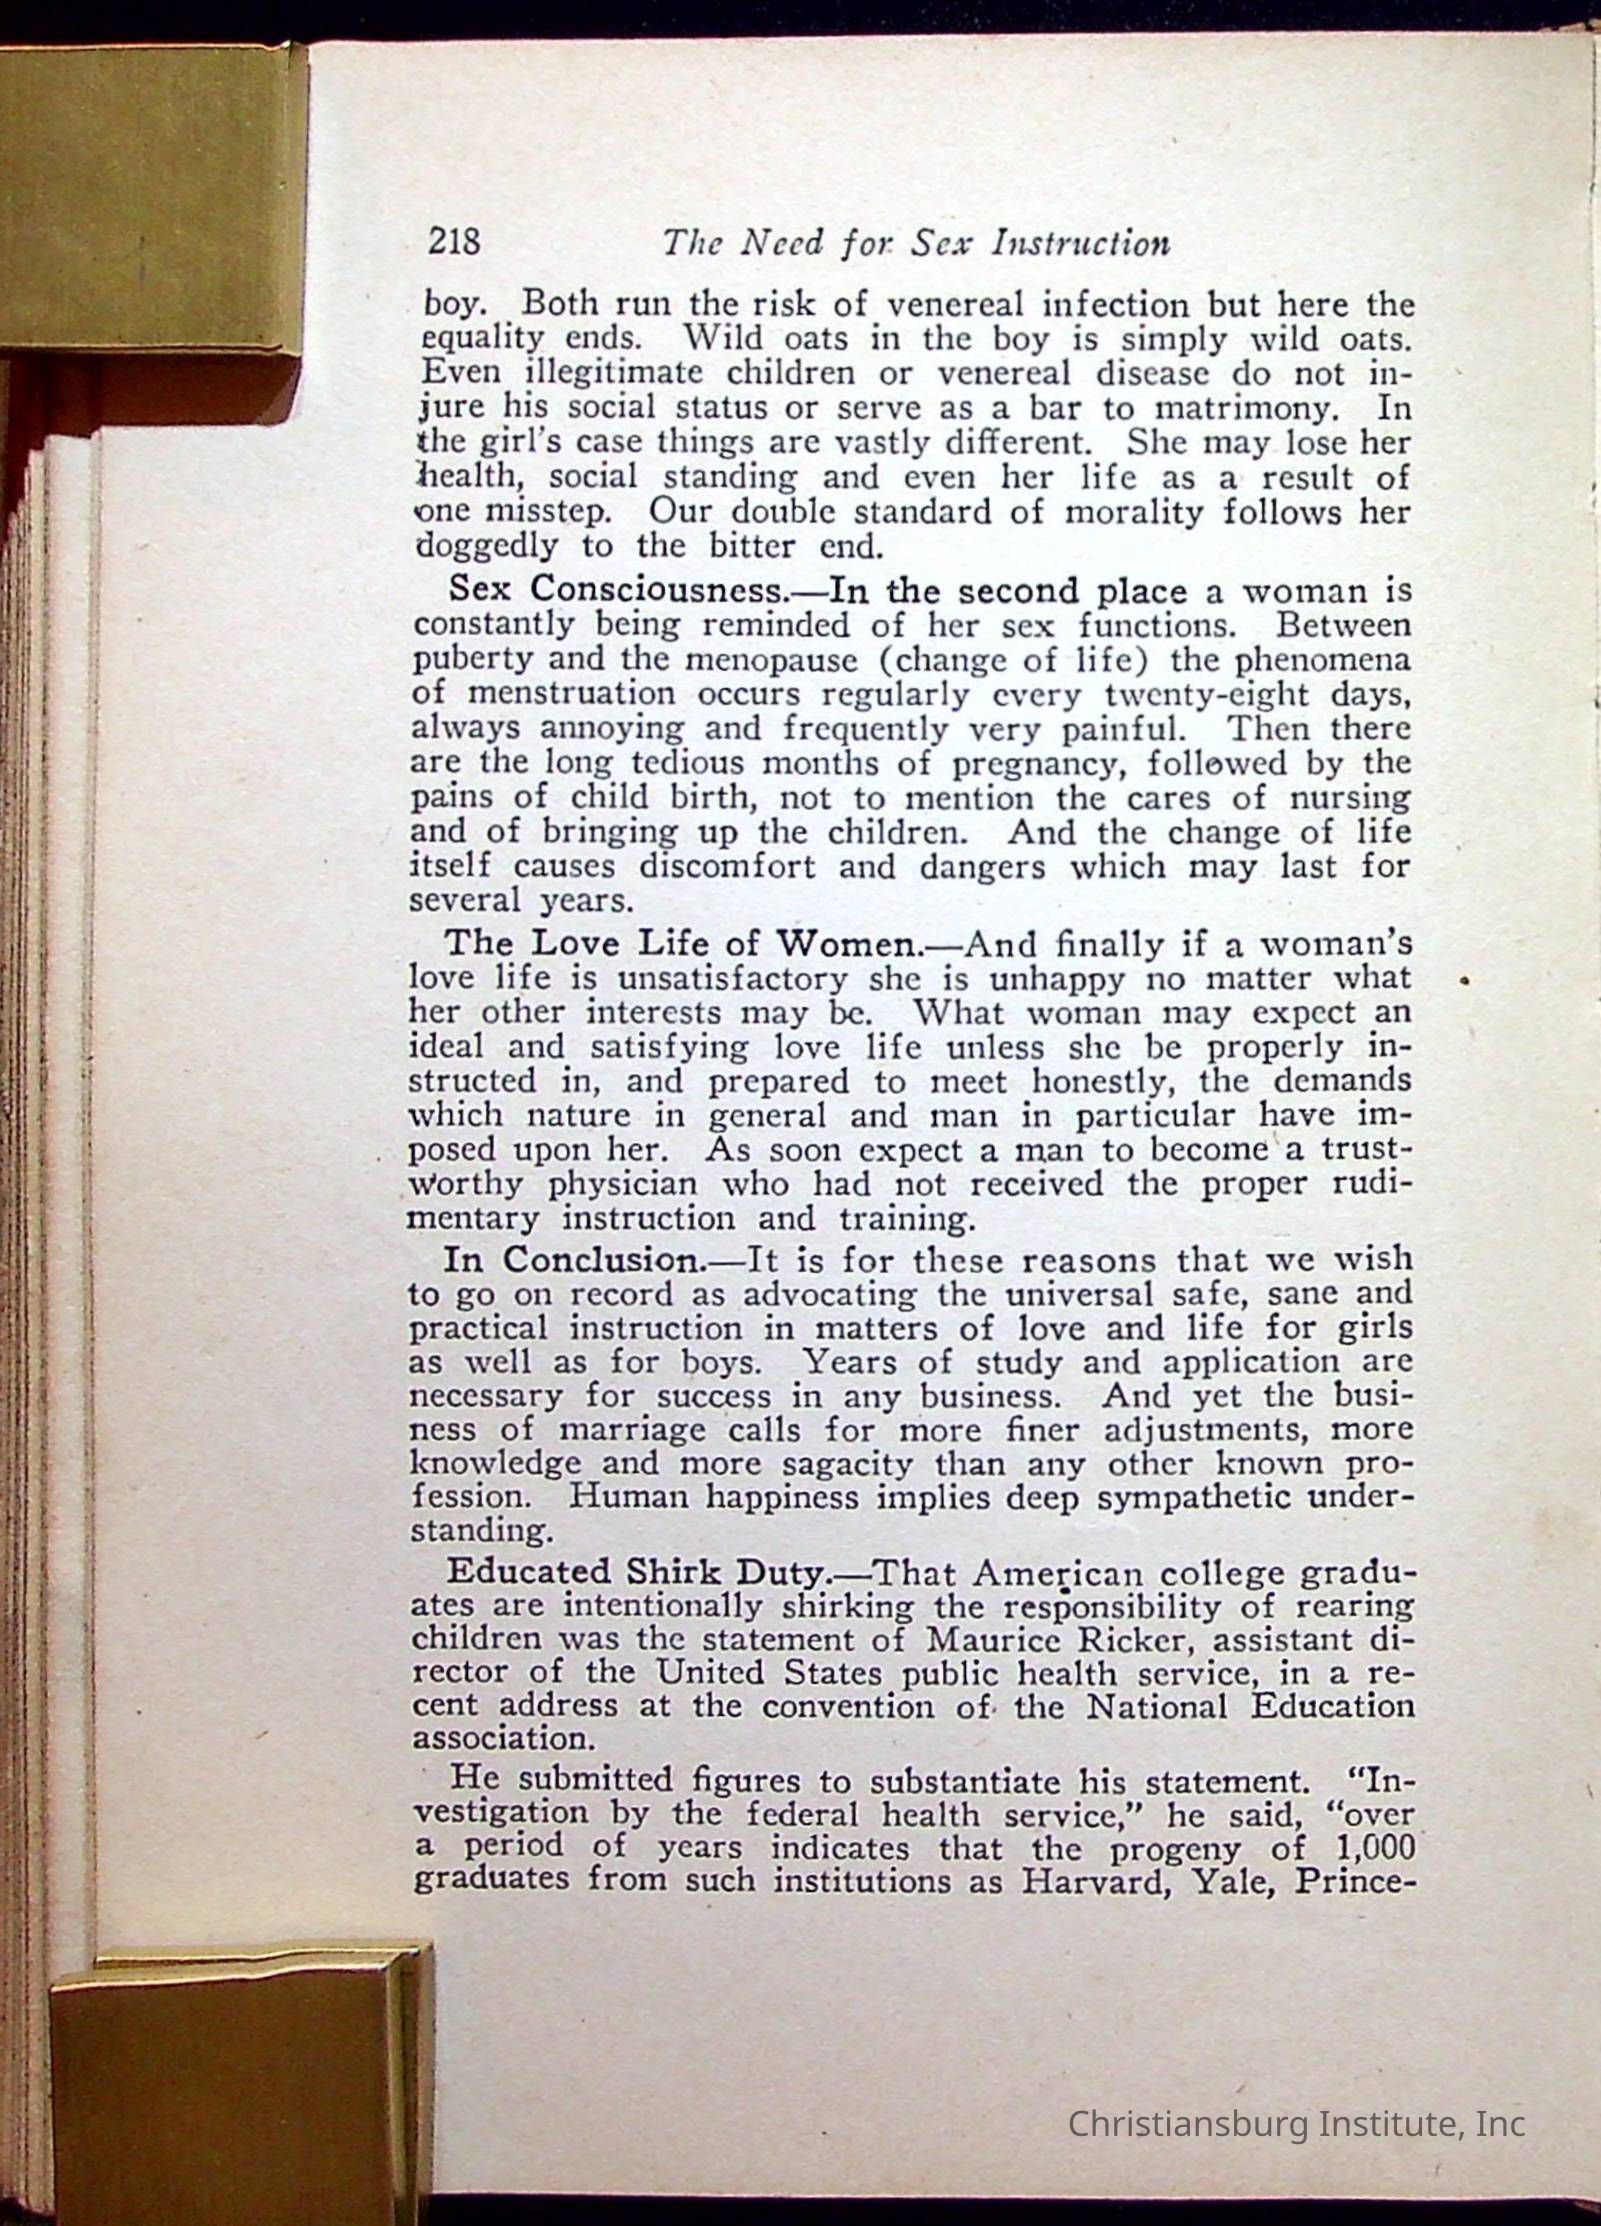 218 The Need for Sex Instruction
boy. Both run the risk of venereal infection but here the
equality ends. Wild oats in the boy is simply wild oats.
Even illegitimate children or venereal disease do not in-
jure his social status or serve as a bar to matrimony. In
the girl's case things are vastly different. She may lose her
health, social standing and even her life as a result of
one misstep. Our double standard of morality follows her
doggedly to the bitter end.
Sex Consciousness.—In the second place a woman is
constantly being reminded of her sex functions. Between
puberty and the menopause (change of life) the phenomena
of menstruation occurs regularly every twenty-eight days,
always annoying and frequently very painful. Then there
are the long tedious months of pregnancy, followed by the
pains of child birth, not to mention the cares of nursing
and of bringing up the children. And the change of life
itself causes discomfort and dangers which may last for
several years.
The Love Life of Women.—And finally if a woman's
love life is unsatisfactory she is unhappy no matter what
her other interests may be. What woman may expect an
ideal and satisfying love life unless she be properly in-
structed in, and prepared to meet honestly, the demands
which nature in general and man in particular have im-
posed upon her. As soon expect a man to become a trust-
worthy physician who had not received the proper rudi-
mentary instruction and training.
In Conclusion.—It is for these reasons that we wish
to go on record as advocating the universal safe, sane and
practical instruction in matters of love and life for girls
as well as for boys. Years of study and application are
necessary for success in any business. And yet the busi-
ness of marriage calls for more finer adjustments, more
knowledge and more sagacity than any other known pro-
fession. Human happiness implies deep sympathetic under-
standing.
Educated Shirk Duty.—That American college gradu-
ates are intentionally shirking the responsibility of rearing
children was the statement of Maurice Ricker, assistant di-
rector of the United States public health service, in a re-
cent address at the convention of the National Education
association.
He submitted figures to substantiate his statement. "In-
vestigation by the federal health service," he said, "over
a period of years indicates that the progeny of 1,000
graduates from such institutions as Harvard, Yale, Prince-
Christiansburg Institute, Inc